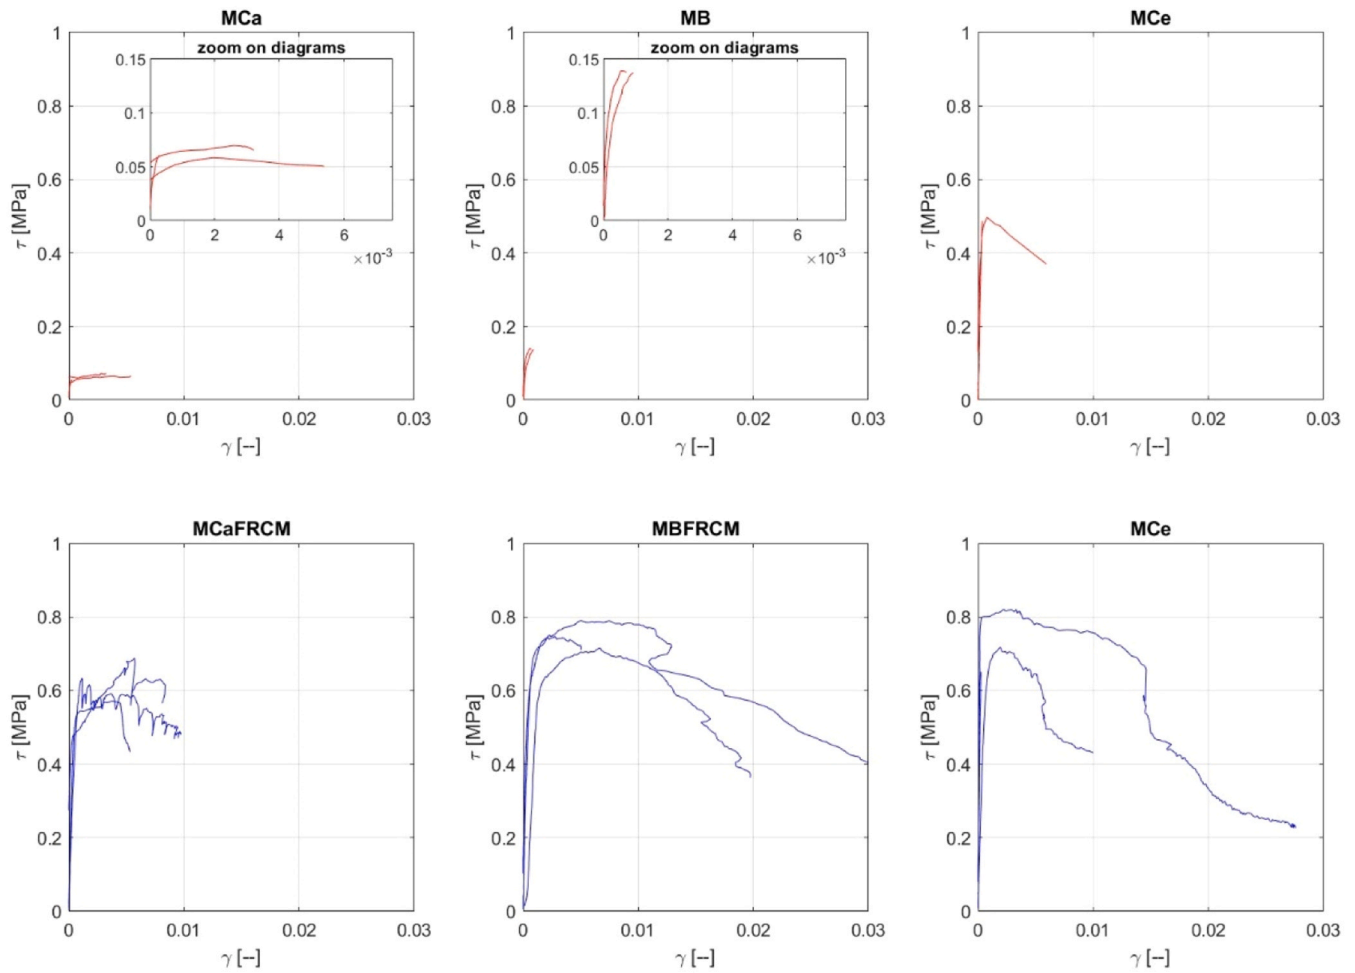 MCa
MB
MCe
1
0.8
0.6
0.4
0.2
0
τ [MPa]
zoom on diagrams
0.15
0.1
0.05
0
0 2 4 6
×10-3
0 0.01 0.02 0.03
γ [--]
1
0.8
0.6
0.4
0.2
0
τ [MPa]
zoom on diagrams
0.15
0.1
0.05
0
0 2 4 6
×10-3
0 0.01 0.02 0.03
γ [--]
1
0.8
0.6
0.4
0.2
0
τ [MPa]
0 0.01 0.02 0.03
γ [--]
MCaFRCM
MBFRCM
MCe
1
0.8
0.6
0.4
0.2
0
τ [MPa]
0 0.01 0.02 0.03
γ [--]
1
0.8
0.6
0.4
0.2
0
τ [MPa]
0 0.01 0.02 0.03
γ [--]
1
0.8
0.6
0.4
0.2
0
τ [MPa]
0 0.01 0.02 0.03
γ [--]